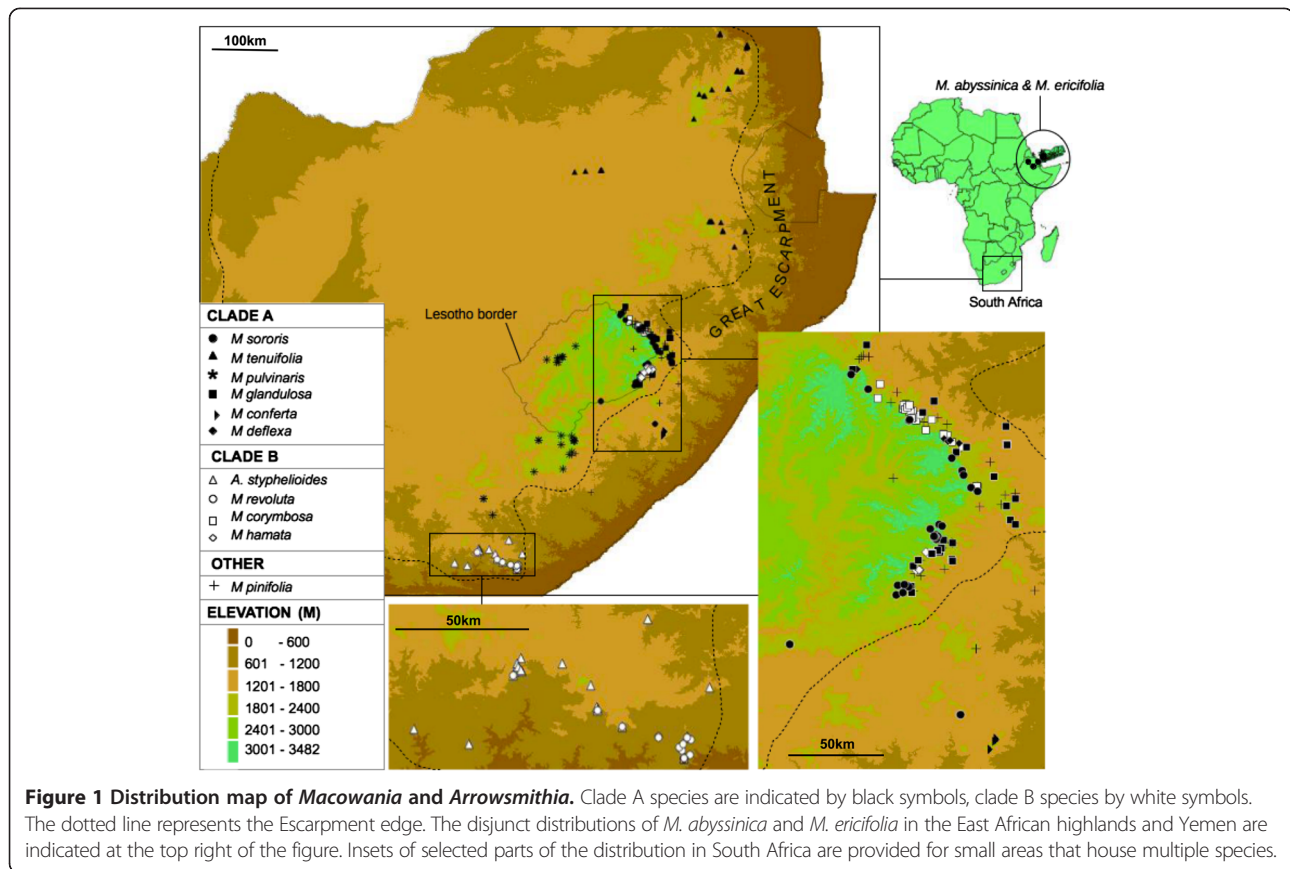 100km
M. abyssinica & M. ericifolia
GREAT ESCARPMENT
South Africa
Lesotho border
CLADE A
M sororis
M tenuifolia
M pulvinaris
M glandulosa
M conferta
M deflexa
CLADE B
A. styphelioides
M revoluta
M corymbosa
M hamata
OTHER
M pinifolia
ELEVATION (M)
0 - 600
601 - 1200
1201 - 1800
1801 - 2400
2401 - 3000
3001 - 3482
50km
50km
Figure 1 Distribution map of Macowania and Arrowsmithia. Clade A species are indicated by black symbols, clade B species by white symbols.
The dotted line represents the Escarpment edge. The disjunct distributions of M. abyssinica and M. ericifolia in the East African highlands and Yemen are
indicated at the top right of the figure. Insets of selected parts of the distribution in South Africa are provided for small areas that house multiple species.